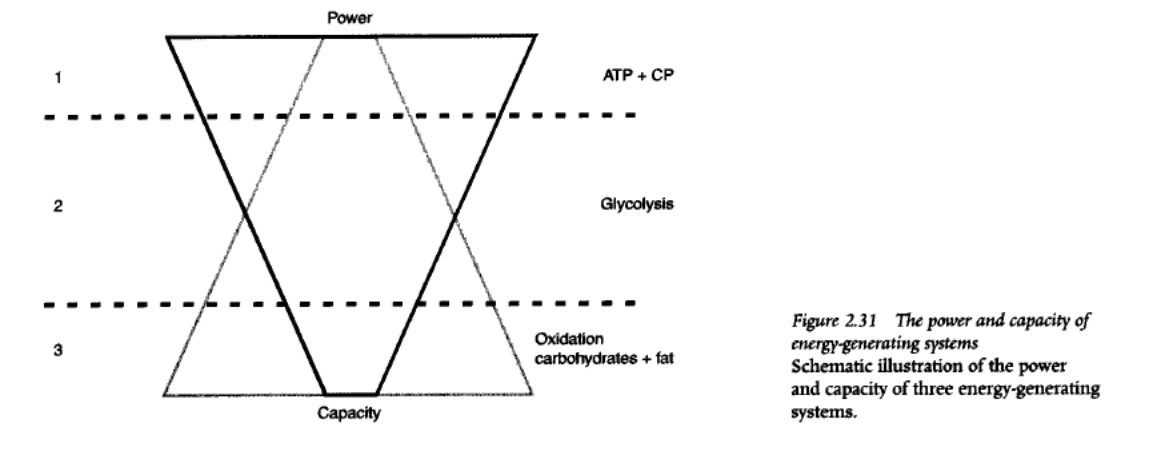 Power
1
ATP + CP
2
Glycolysis
3
Oxidation
carbohydrates + fat
Capacity
Figure 2.31 The power and capacity of
energy-generating systems
Schematic illustration of the power
and capacity of three energy-generating
systems.